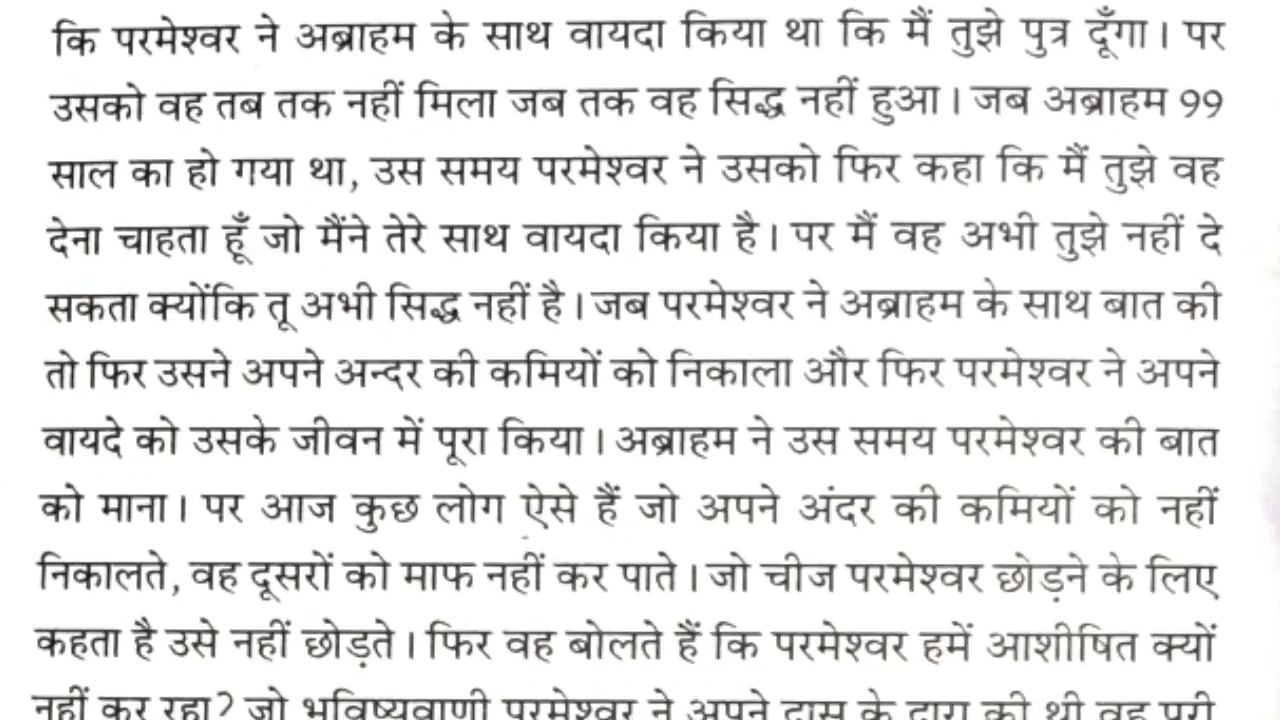 कि परमेश्वर ने अब्राहम के साथ वायदा किया था कि मैं तुझे पुत्र दूँगा। पर
उसको वह तब तक नहीं मिला जब तक वह सिद्ध नहीं हुआ। जब अब्राहम 99
साल का हो गया था, उस समय परमेश्वर ने उसको फिर कहा कि मैं तुझे वह
देना चाहता हूँ जो मैंने तेरे साथ वायदा किया है। पर मैं वह अभी तुझे नहीं दे
सकता क्योंकि तू अभी सिद्ध नहीं है। जब परमेश्वर ने अब्राहम के साथ बात की
तो फिर उसने अपने अन्दर की कमियों को निकाला और फिर परमेश्वर ने अपने
वायदे को उसके जीवन में पूरा किया। अब्राहम ने उस समय परमेश्वर की बात
को माना। पर आज कुछ लोग ऐसे हैं जो अपने अंदर की कमियों को नहीं
निकालते, वह दूसरों को माफ नहीं कर पाते। जो चीज परमेश्वर छोड़ने के लिए
कहता है उसे नहीं छोड़ते। फिर वह बोलते हैं कि परमेश्वर हमें आशीषित क्यों
नहीं कर रहा? जो भविष्यवाणी परमेश्वर ने अपने दास के द्वारा की थी वह पूरी